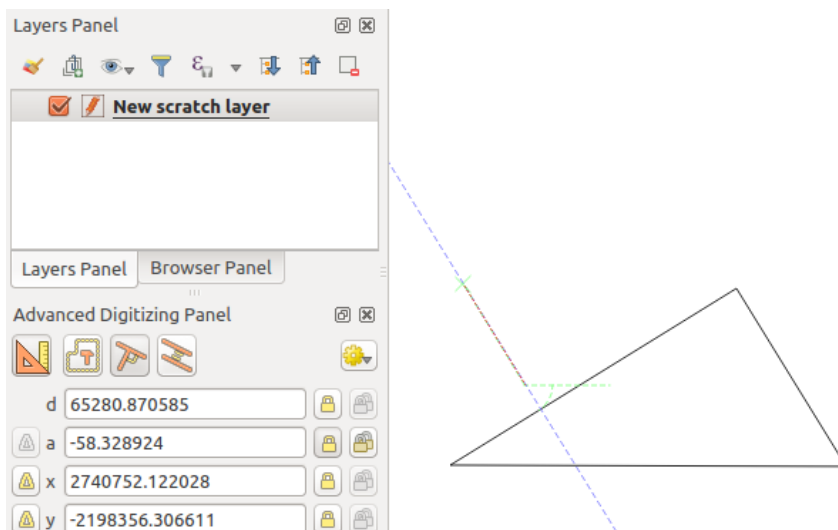 Layers Panel
New scratch layer
Layers Panel Browser Panel
Advanced Digitizing Panel
d 65280.870585
a -58.328924
x 2740752.122028
y -2198356.306611